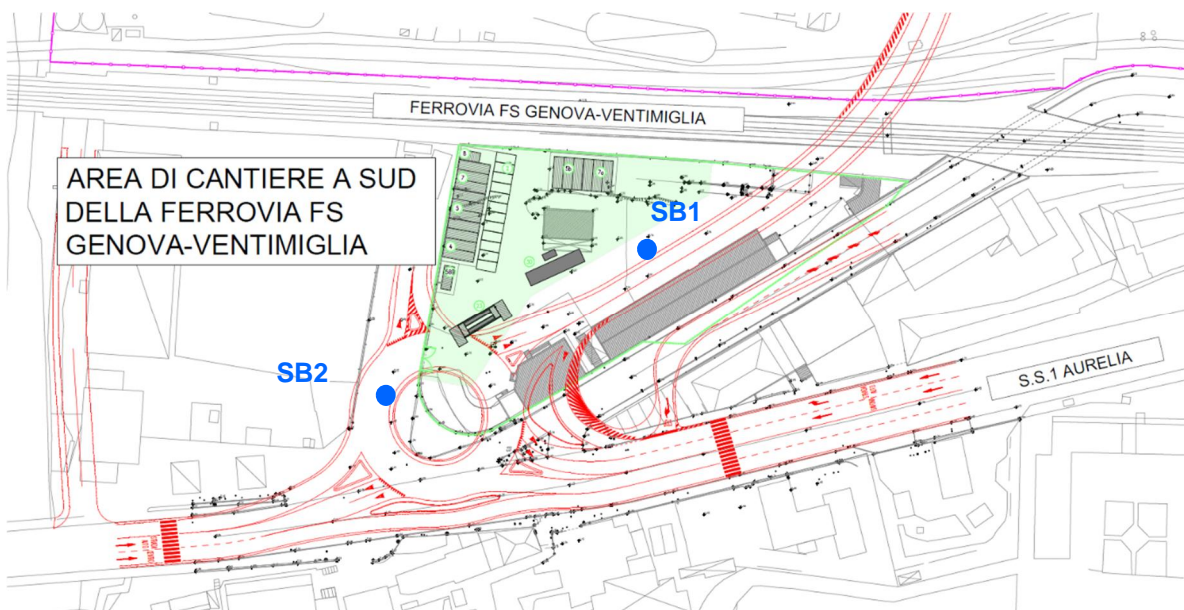 FERROVIA FS GENOVA-VENTIMIGLIA
AREA DI CANTIERE A SUD
DELLA FERROVIA FS
GENOVA-VENTIMIGLIA
SB1
SB2
S.S.1 AURELIA